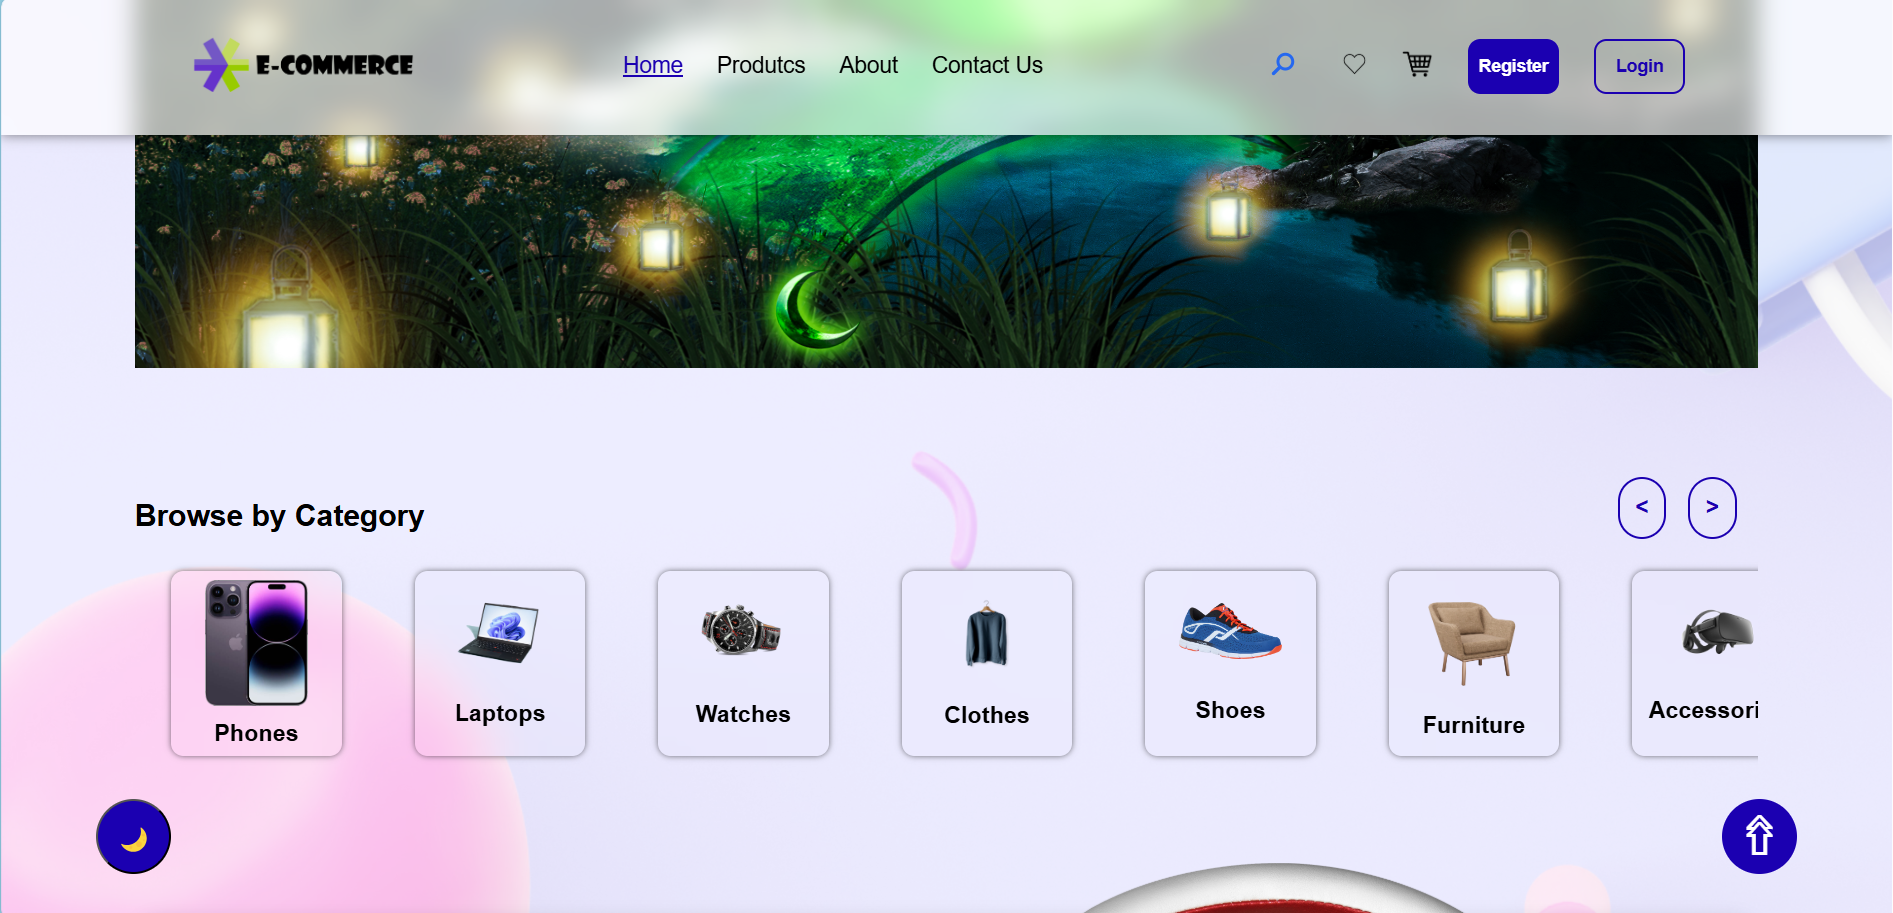 E-COMMERCE
Home Produtcs About Contact Us
Register Login
Browse by Category
< >
Phones
Laptops
Watches
Clothes
Shoes
Furniture
Accessori